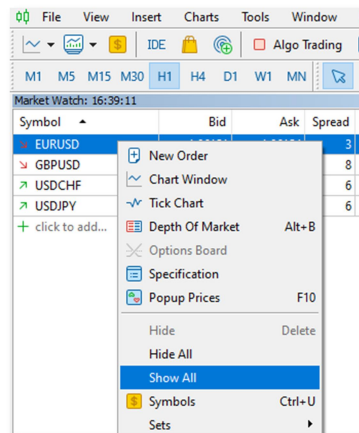 File View Insert Charts Tools Window
$ IDE Algo Trading
M1 M5 M15 M30 H1 H4 D1 W1 MN
Market Watch: 16:39:11
Symbol Bid Ask Spread
EURUSD 3
GBPUSD 8
USDCHF 6
USDJPY 6
+ click to add...
New Order
Chart Window
Tick Chart
Depth Of Market Alt+B
Options Board
Specification
Popup Prices F10
Hide Delete
Hide All
Show All
$ Symbols Ctrl+U
Sets